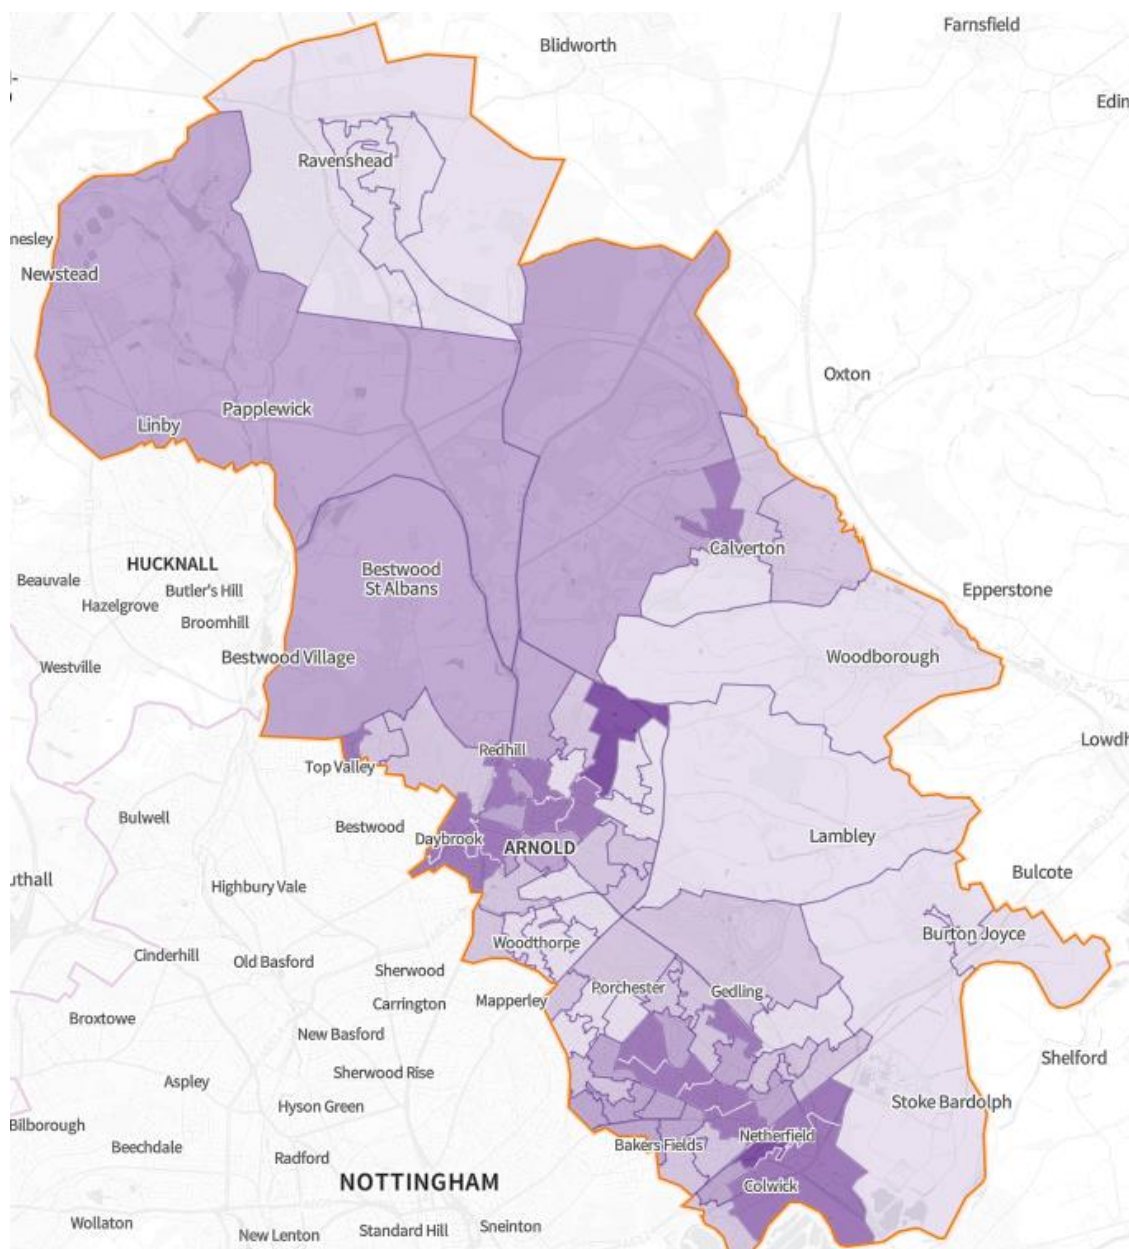 Farnsfield
Blidworth
Edin
Ravenshead
nesley
Newstead
Oxton
Papplewick
Linby
Calverton
HUCKNALL
Bestwood
St Albans
Beauvale
Butler's Hill
Hazelgrove
Epperstone
Broomhill
Bestwood Village
Woodborough
Westville
Lowdh
Redhill
Top Valley
Bulwell
Bestwood
Daybrook
ARNOLD
Lambley
Bulcote
uthall
Highbury Vale
Burton Joyce
Woodthorpe
Cinderhill
Old Basford
Sherwood
Porchester
Gedling
Mapperley
Carrington
Broxtowe
New Basford
Shelford
Sherwood Rise
Aspley
Stoke Bardolph
Hyson Green
Bilborough
Netherfield
Beechdale
Bakers Fields
Radford
NOTTINGHAM
Colwick
Wollaton
New Lenton
Standard Hill
Sneinton